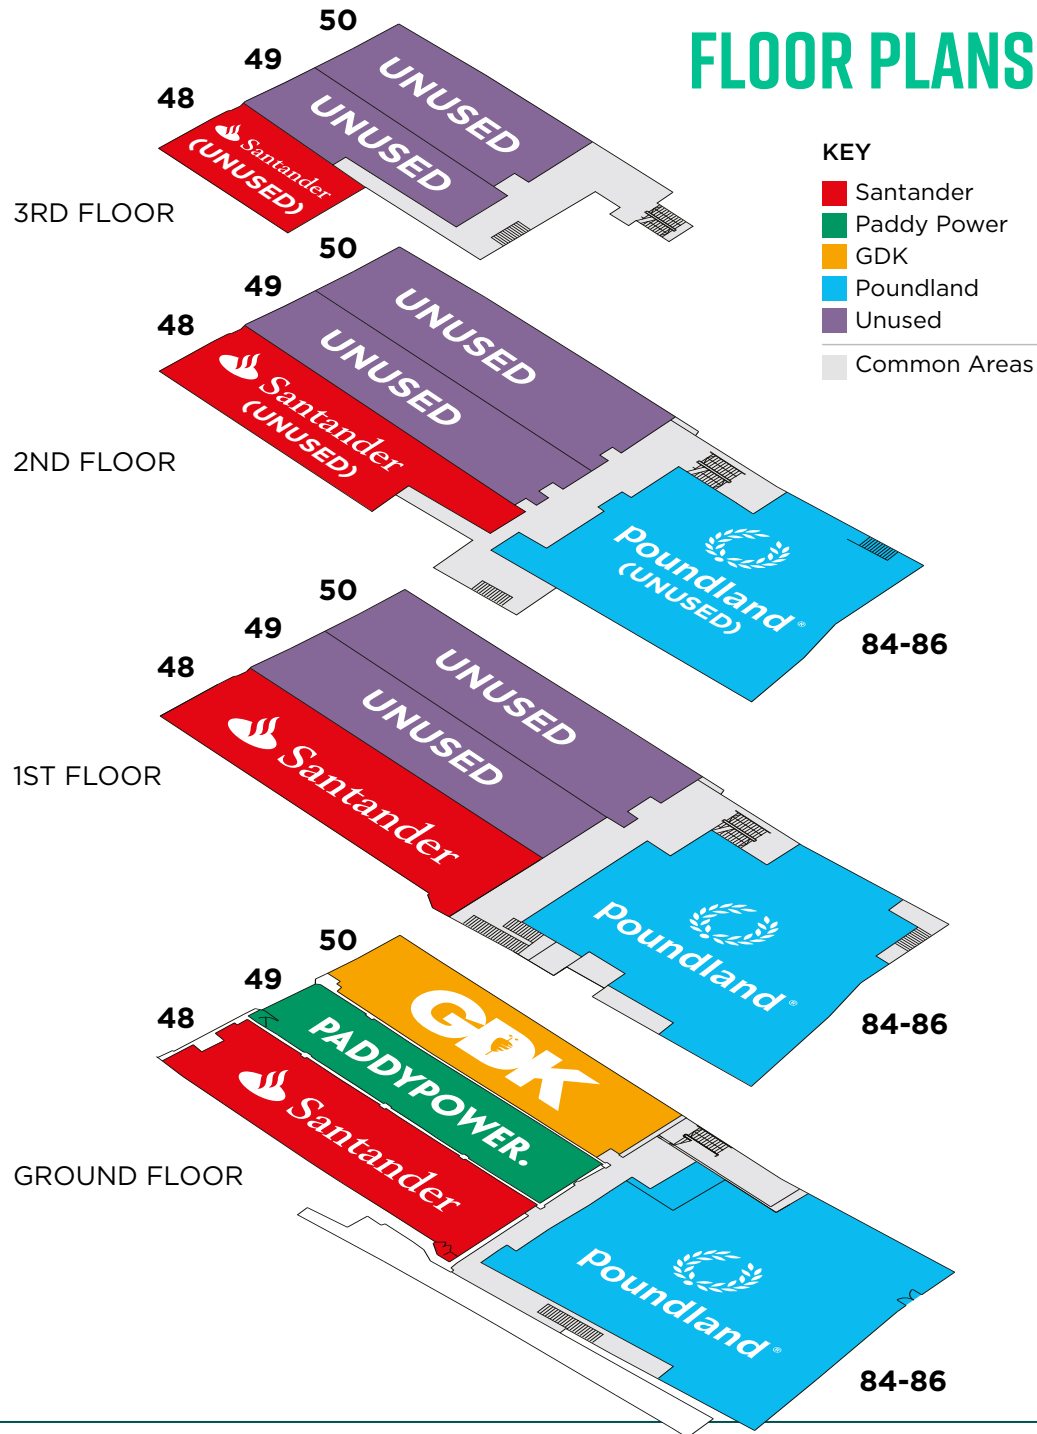 FLOOR PLANS
KEY
Santander
Paddy Power
GDK
Poundland
Unused
Common Areas
3RD FLOOR
50
49
48
UNUSED
UNUSED
Santander
(UNUSED)
2ND FLOOR
50
49
48
UNUSED
UNUSED
Santander
(UNUSED)
Poundland®
(UNUSED)
84-86
1ST FLOOR
50
49
48
UNUSED
UNUSED
Santander
Poundland®
84-86
GROUND FLOOR
50
49
48
GDK
PADDYPOWER.
Santander
Poundland®
84-86